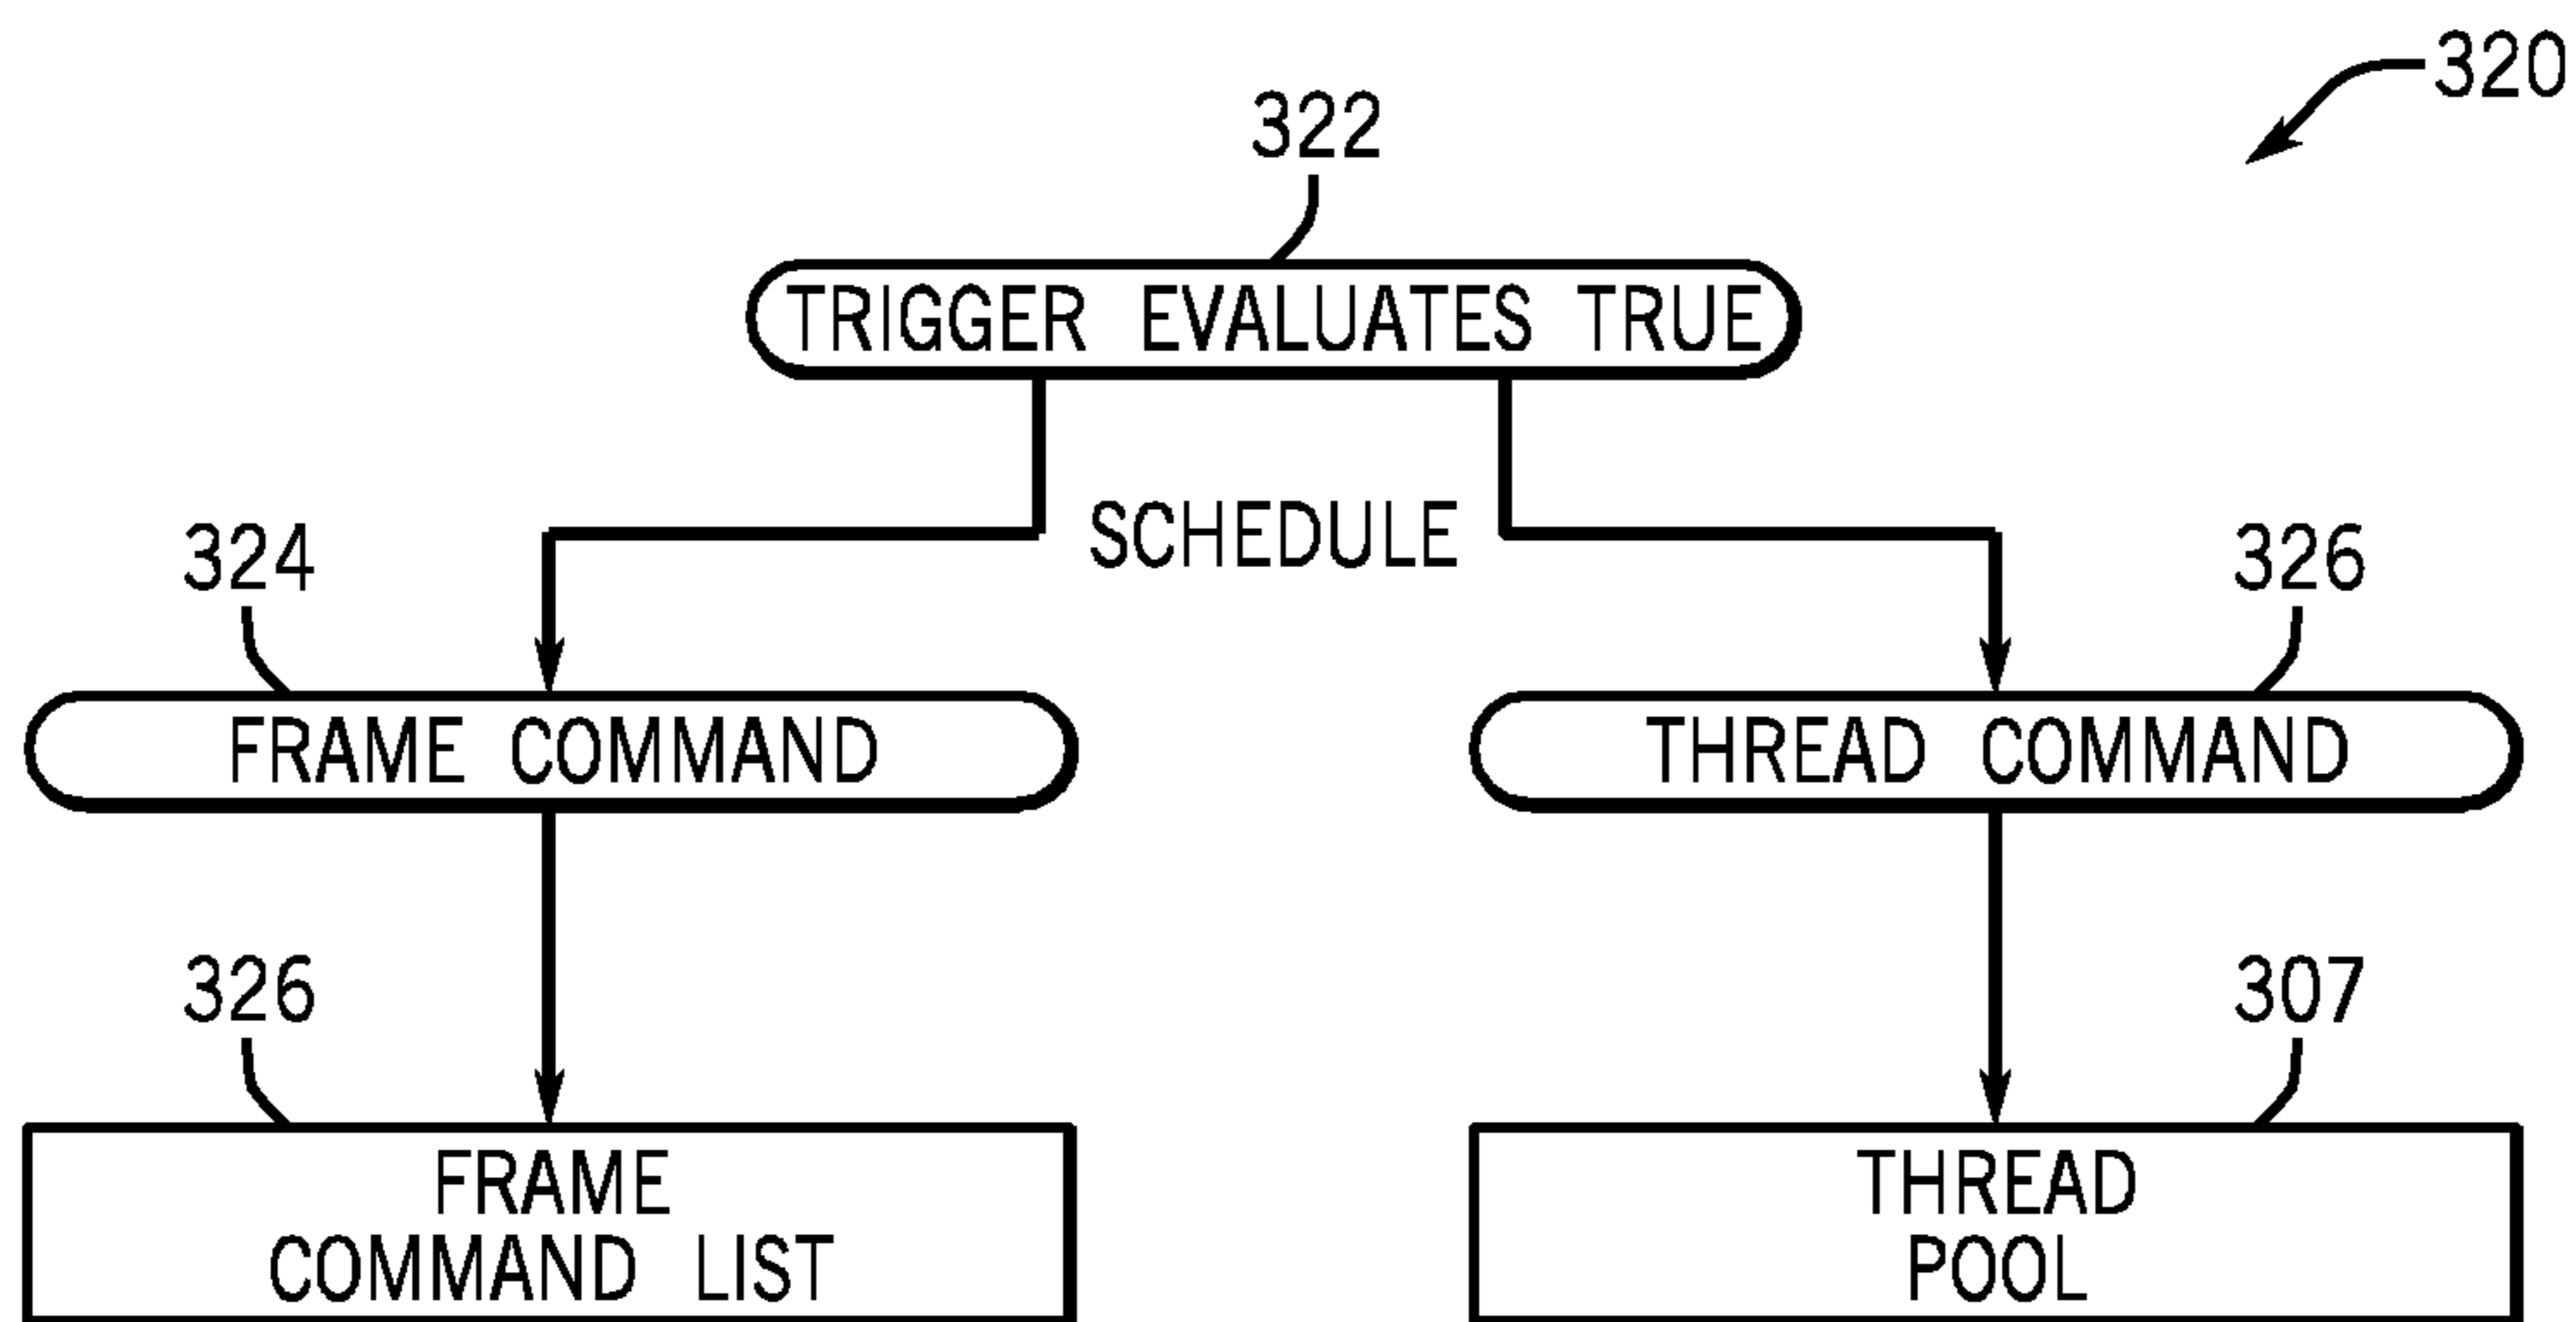 320
322
TRIGGER EVALUATES TRUE
SCHEDULE
324
326
FRAME COMMAND
THREAD COMMAND
326
307
FRAME
COMMAND LIST
THREAD
POOL